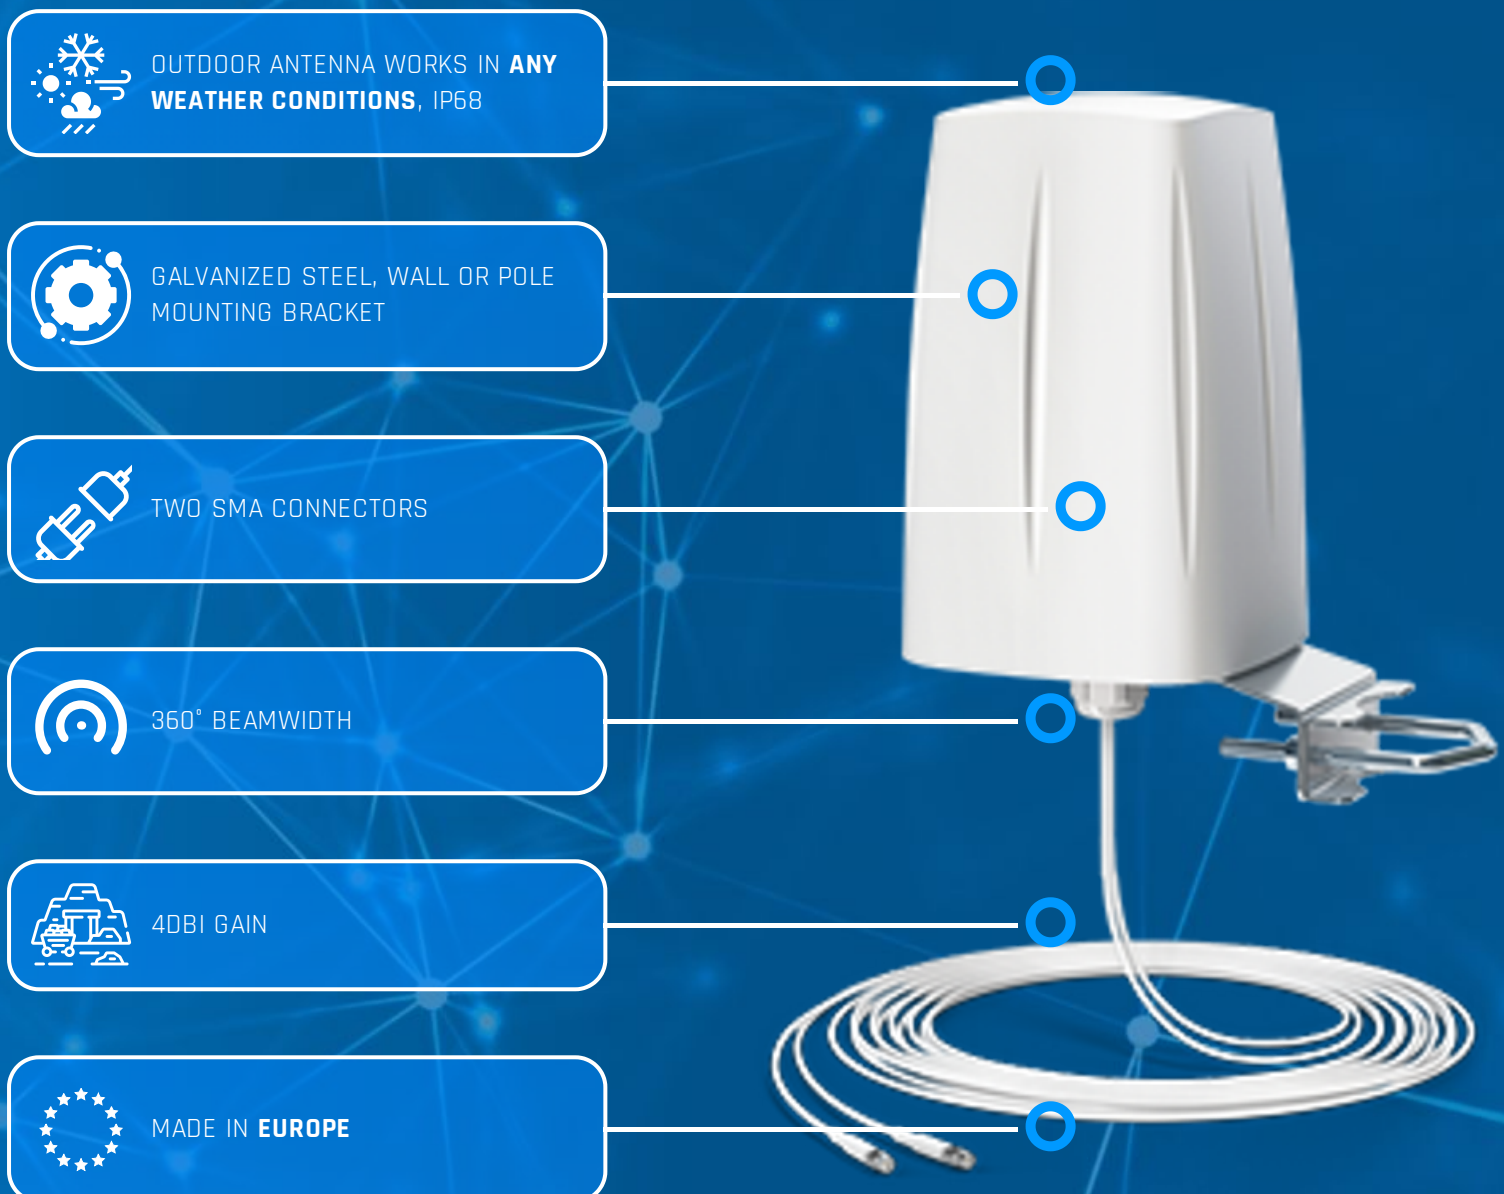 OUTDOOR ANTENNA WORKS IN ANY
WEATHER CONDITIONS, IP68
GALVANIZED STEEL, WALL OR POLE
MOUNTING BRACKET
TWO SMA CONNECTORS
360° BEAMWIDTH
4DBI GAIN
MADE IN EUROPE